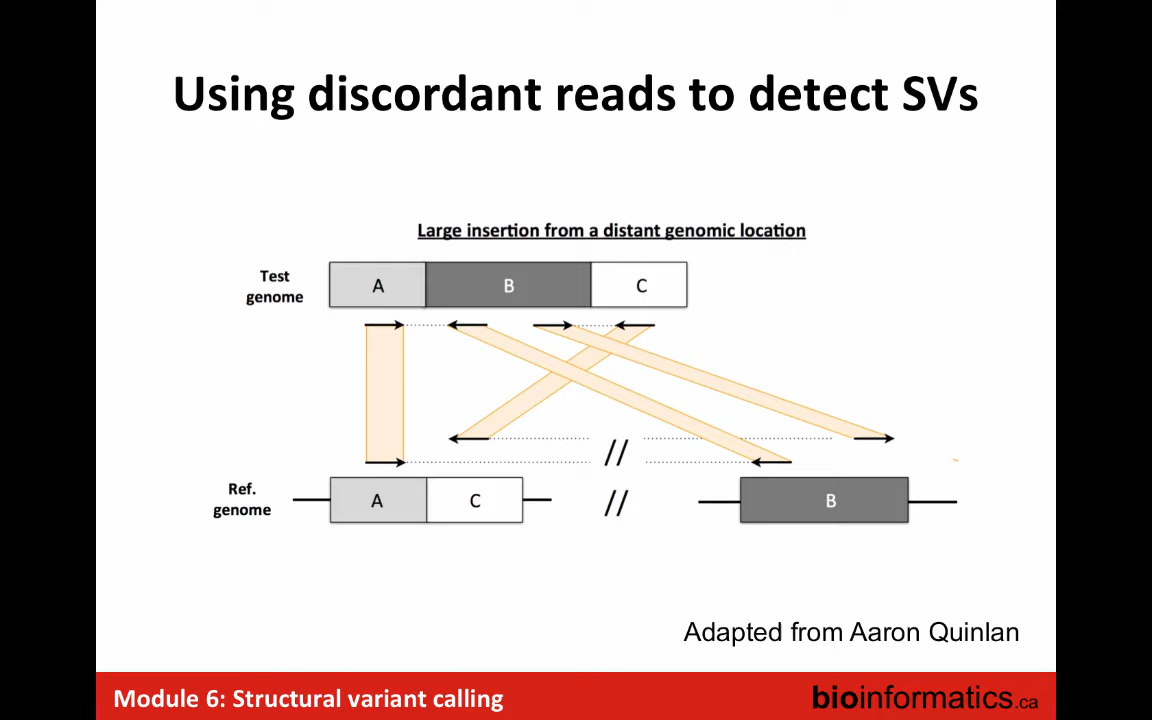 Using discordant reads to detect SVs
Large insertion from a distant genomic location
Test
genome
A
B
C
//
Ref.
genome
A
C
//
B
Adapted from Aaron Quinlan
Module 6: Structural variant calling
bioinformatics.ca